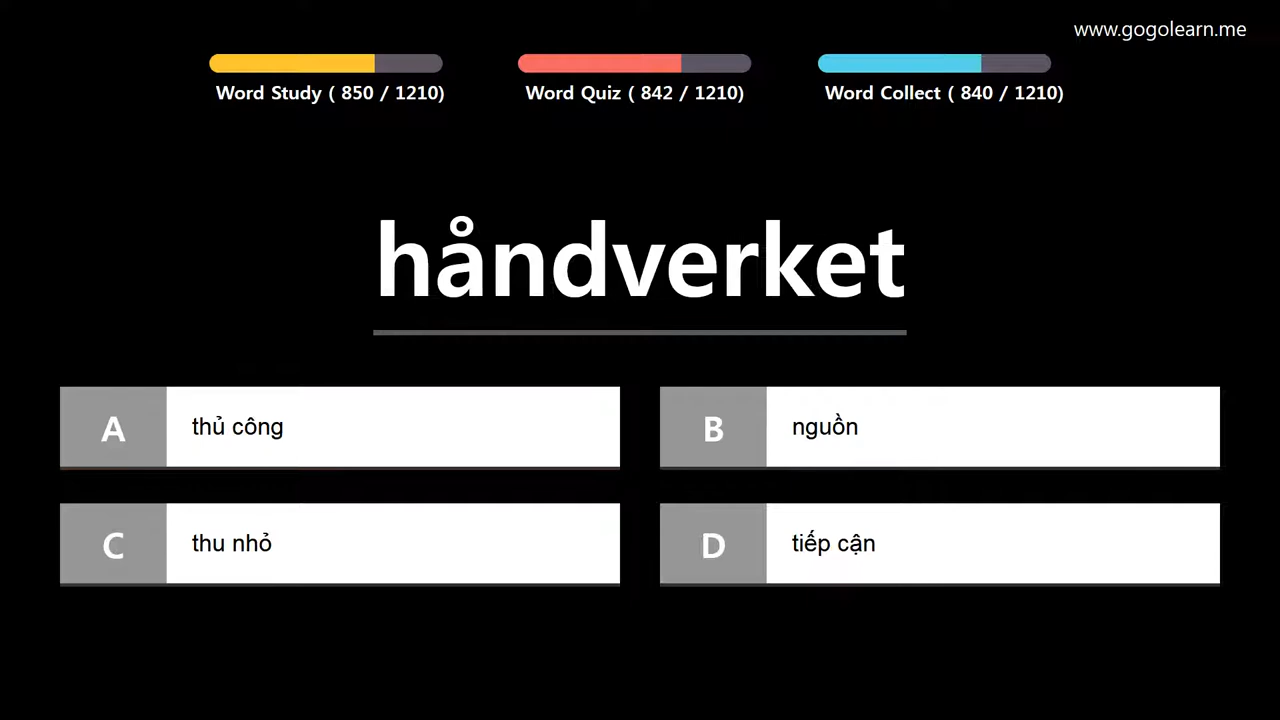 www.gogolearn.me
Word Study ( 850 / 1210)
Word Quiz ( 842 / 1210)
Word Collect ( 840 / 1210)
håndverket
A thủ công
B nguồn
C thu nhỏ
D tiếp cận